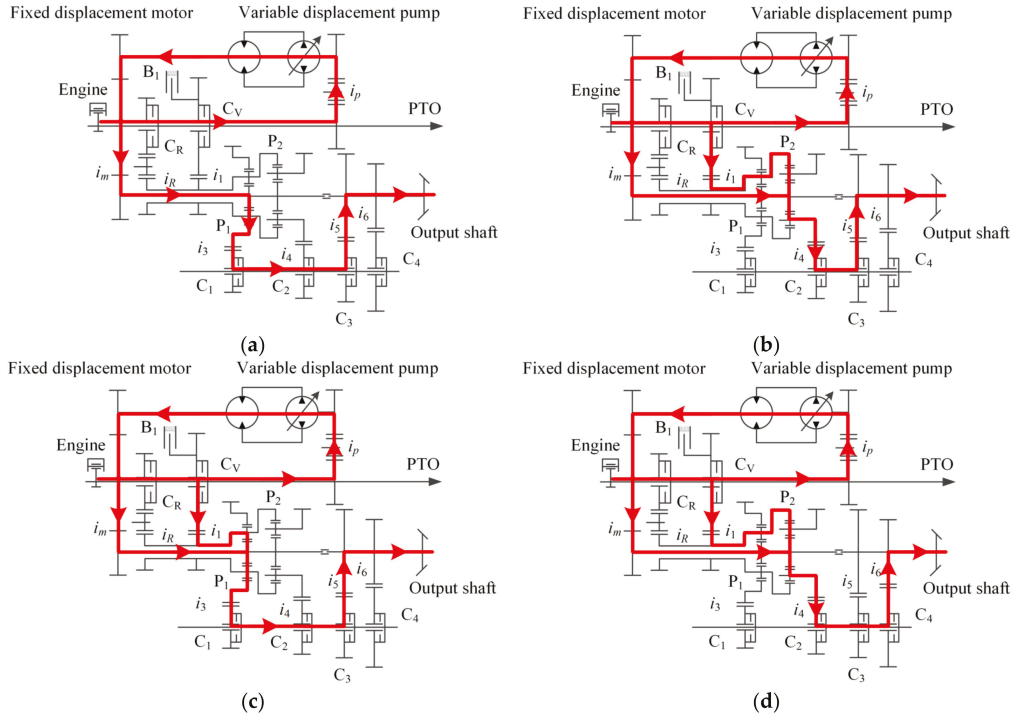 Fixed displacement motor Variable displacement pump
B1
Engine
ip
CV
PTO
CR
P2
im
iR
i1
i6
P1
i5
Output shaft
i3
i4
C1
C2
C4
C3
(a)
Fixed displacement motor Variable displacement pump
B1
Engine
ip
CV
PTO
CR
P2
im
iR
i1
i6
P1
i5
Output shaft
i3
i4
C1
C2
C4
C3
(b)
Fixed displacement motor Variable displacement pump
B1
Engine
ip
CV
PTO
CR
P2
im
iR
i1
i6
P1
i5
Output shaft
i3
i4
C1
C2
C4
C3
(c)
Fixed displacement motor Variable displacement pump
B1
Engine
ip
CV
PTO
CR
P2
im
iR
i1
i6
P1
i5
Output shaft
i3
i4
C1
C2
C4
C3
(d)